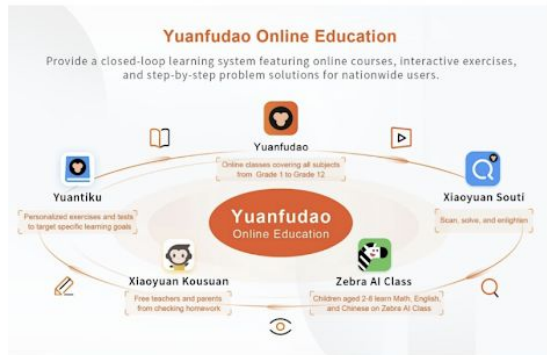 Yuanfudao Online Education
Provide a closed-loop learning system featuring online courses, interactive exercises,
and step-by-step problem solutions for nationwide users.
Yuanfudao
Online classes covering all subjects
from Grade 1 to Grade 12
Yuantiku
Personalized exercises and tests
to target specific learning goals
Xiaoyuan Souti
Scan, solve, and enlighten
Yuanfudao
Online Education
Xiaoyuan Kousuan
Free teachers and parents
from checking homework
Zebra AI Class
Children aged 2-8 learn Math, English,
and Chinese on Zebra AI Class